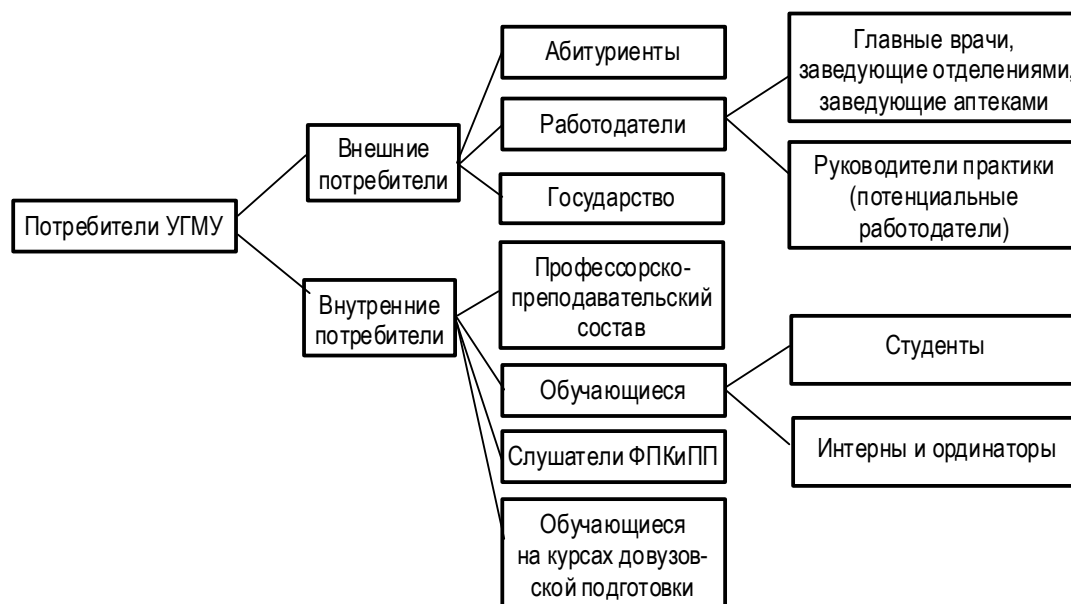 Потребители УГМУ
Внешние
потребители
Внутренние
потребители
Абитуриенты
Работодатели
Государство
Профессорско-
преподавательский
состав
Обучающиеся
Слушатели ФПКиПП
Обучающиеся
на курсах довузов-
ской подготовки
Главные врачи,
заведующие отделениями,
заведующие аптеками
Руководители практики
(потенциальные
работодатели)
Студенты
Интерны и ординаторы